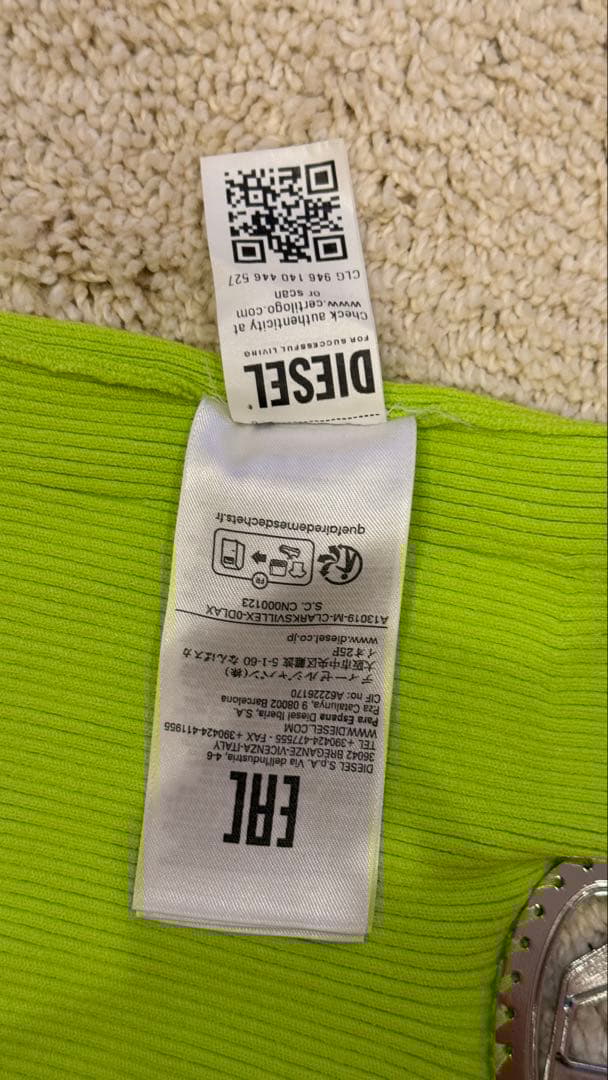 DIESEL
FOR SUCCESSFUL LIVING
Check authenticity at
www.certilogo.com
or scan
CLG 946 140 446 527
EAC
DIESEL S.p.A. Via dell'Industria, 4-6
36042 BREGANZE-VICENZA-ITALY
TEL +390424-477555 - FAX +390424-411955
WWW.DIESEL.COM
Para Espana Diesel Iberia, S.A.
Pza Catalunya, 9 08002 Barcelona
CIF no: A62226170
ディーゼルジャパン(株)
大阪市中央区難波 5-1-60 なんばスカ
イオ25F
www.diesel.co.jp
A13019-M-CLARKSVILLEX-0DLAX
S.C. CN000123
FR
quefairedemesdechets.fr